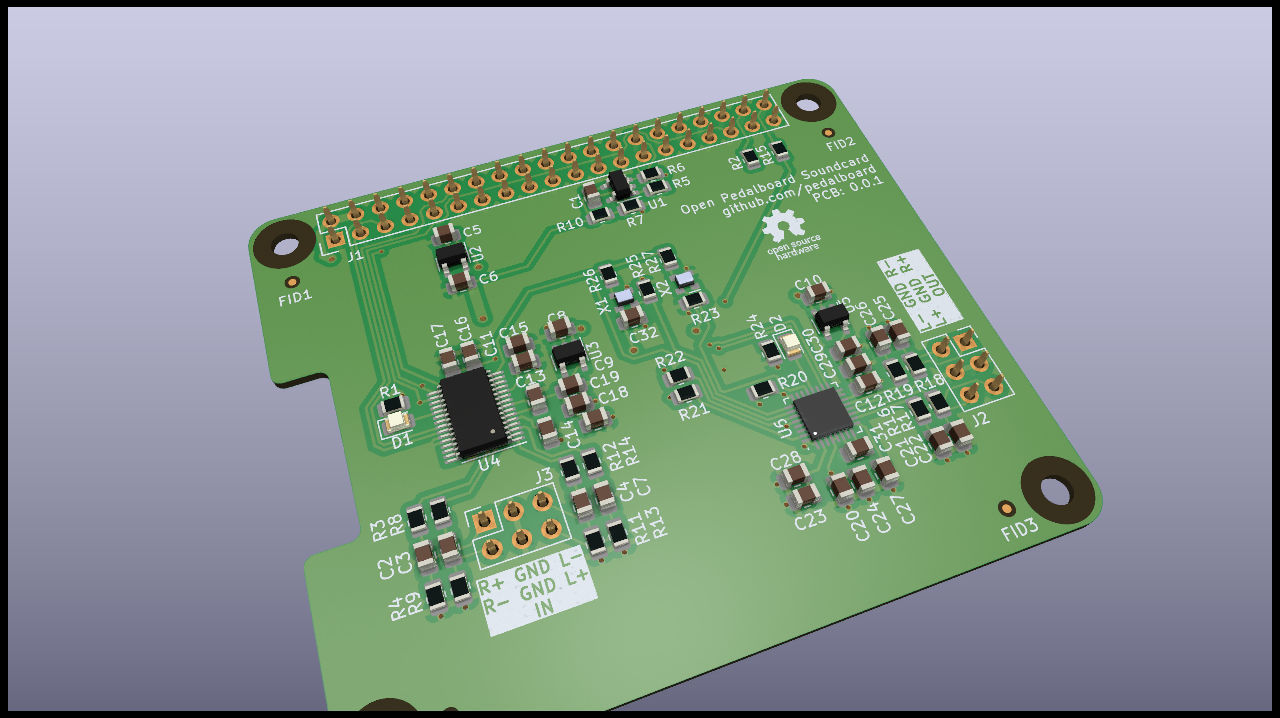 FID2
R2
R15
Open Pedalboard Soundcard
github.com/pedalboard
PCB: 0.0.1
open source
hardware
R6
R5
C1
U1
R7
R10
J1
C5
U2
C6
FID1
R26
R25
R27
X1
X2
R23
C32
C10
R-
R+
GND
GND
OUT
L-
L+
C17
C16
C11
C15
C8
U3
C9
C13
C19
C18
C14
R22
R21
R24
D2
C30
C29
C26
C25
R20
U6
C12
R19
R18
R17
R16
C31
C21
C22
J2
R1
D1
U4
J3
R12
R14
C4
C7
R11
R13
C28
C23
C20
C24
C27
FID3
R3
R8
C2
C3
R4
R9
R+ GND L-
R- GND L+
IN